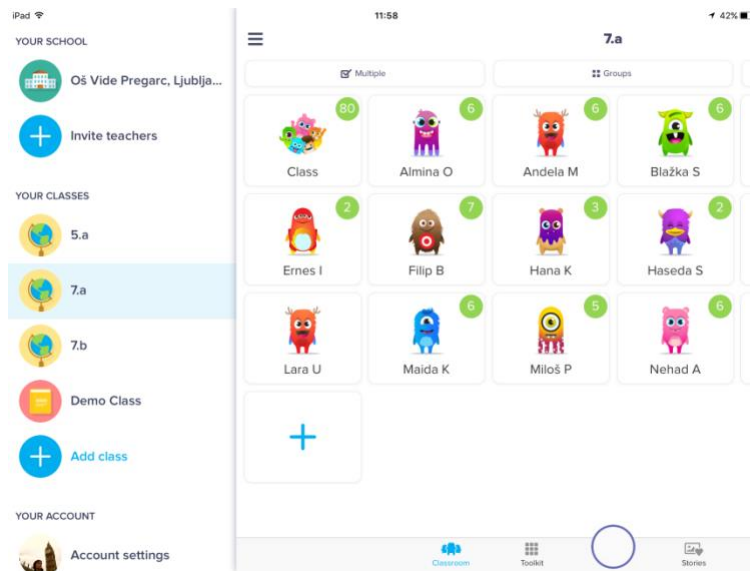 iPad 11:58 42%
YOUR SCHOOL
Oš Vide Pregarc, Ljublja...
Invite teachers
YOUR CLASSES
5.a
7.a
7.b
Demo Class
Add class
YOUR ACCOUNT
Account settings
7.a
Multiple Groups
80 6 6 6
Class Almina O Andela M Blažka S
2 7 3 2
Ernes I Filip B Hana K Haseda S
6 5 6
Lara U Maida K Miloš P Nehad A
Classroom Toolkit Stories